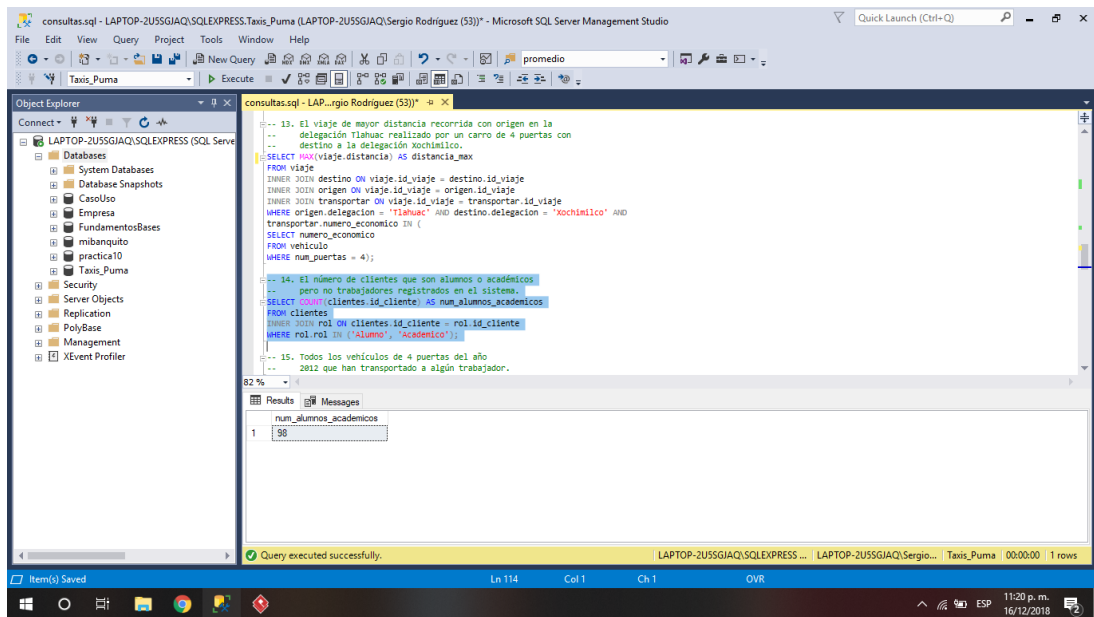 consultas.sql - LAPTOP-2U5SGJAQ\SQLEXPRESS.Taxis_Puma (LAPTOP-2U5SGJAQ\Sergio Rodríguez (53))* - Microsoft SQL Server Management Studio
Quick Launch (Ctrl+Q)
File Edit View Query Project Tools Window Help
New Query
promedio
Taxis_Puma
Execute
Object Explorer
Connect
LAPTOP-2U5SGJAQ\SQLEXPRESS (SQL Serve
Databases
System Databases
Database Snapshots
CasoUso
Empresa
FundamentosBases
mibanquito
practica10
Taxis_Puma
Security
Server Objects
Replication
PolyBase
Management
XEvent Profiler
consultas.sql - LAP...rgio Rodríguez (53))*
-- 13. El viaje de mayor distancia recorrida con origen en la
-- delegación Tlahuac realizado por un carro de 4 puertas con
-- destino a la delegación Xochimilco.
SELECT MAX(viaje.distancia) AS distancia_max
FROM viaje
INNER JOIN destino ON viaje.id_viaje = destino.id_viaje
INNER JOIN origen ON viaje.id_viaje = origen.id_viaje
INNER JOIN transportar ON viaje.id_viaje = transportar.id_viaje
WHERE origen.delegacion = 'Tlahuac' AND destino.delegacion = 'Xochimilco' AND
transportar.numero_economico IN (
SELECT numero_economico
FROM vehiculo
WHERE num_puertas = 4);
-- 14. El número de clientes que son alumnos o académicos
-- pero no trabajadores registrados en el sistema.
SELECT COUNT(clientes.id_cliente) AS num_alumnos_academicos
FROM clientes
INNER JOIN rol ON clientes.id_cliente = rol.id_cliente
WHERE rol.rol IN ('Alumno', 'Academico');
-- 15. Todos los vehículos de 4 puertas del año
-- 2012 que han transportado a algún trabajador.
82 %
Results Messages
num_alumnos_academicos
1 98
Query executed successfully.
LAPTOP-2U5SGJAQ\SQLEXPRESS ... LAPTOP-2U5SGJAQ\Sergio... Taxis_Puma 00:00:00 1 rows
Item(s) Saved
Ln 114 Col 1 Ch 1 OVR
ESP
11:20 p. m.
16/12/2018
2